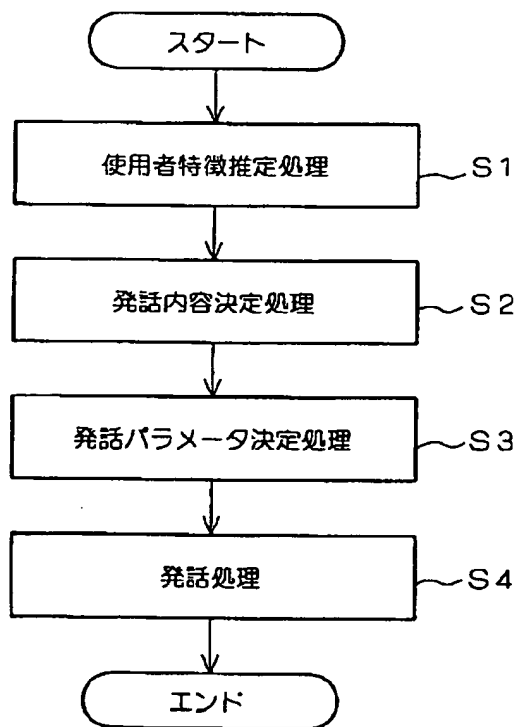 スタート
使用者特徴推定処理
S1
発話内容決定処理
S2
発話パラメータ決定処理
S3
発話処理
S4
エンド